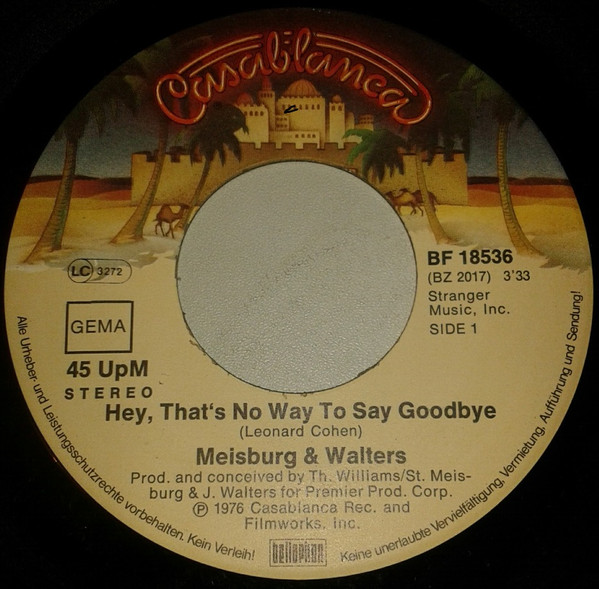 Casablanca
LC 3272
GEMA
45 UpM
STEREO
BF 18536
(BZ 2017) 3'33
Stranger
Music, Inc.
SIDE 1
Hey, That's No Way To Say Goodbye
(Leonard Cohen)
Meisburg & Walters
Prod. and conceived by Th. Williams/St. Meis-
burg & J. Walters for Premier Prod. Corp.
Ⓟ 1976 Casablanca Rec. and
Filmworks, Inc.
bellaphon
Alle Urheber- und Leistungsschutzrechte vorbehalten. Kein Verleih! Keine unerlaubte Vervielfältigung, Vermietung, Aufführung und Sendung!